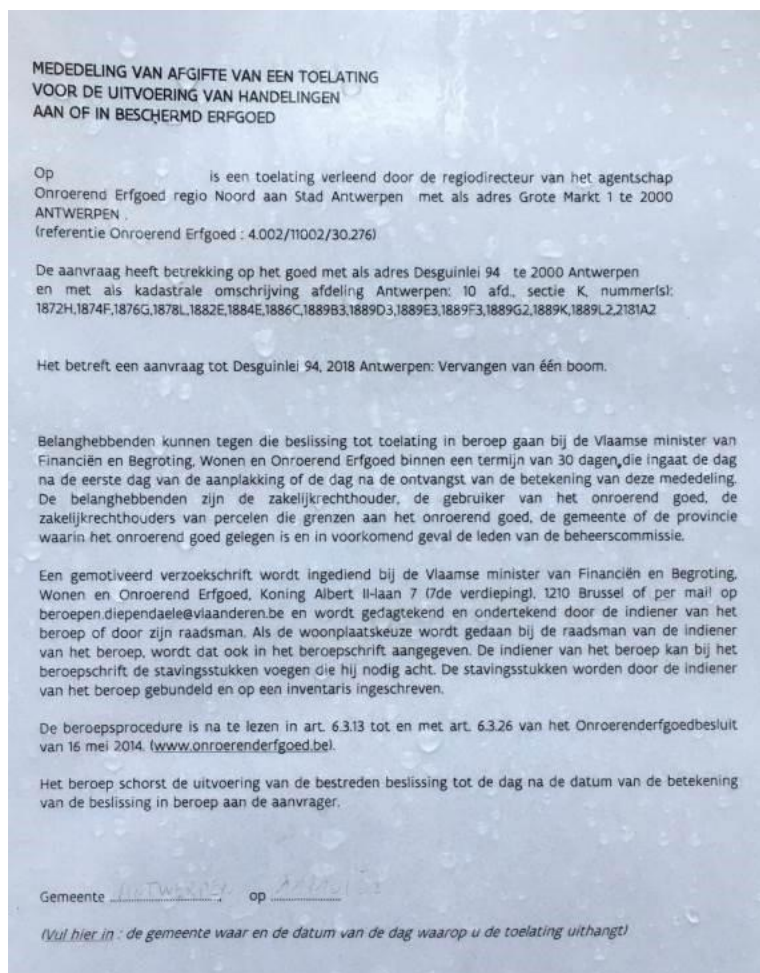 MEDEDELING VAN AFGIFTE VAN EEN TOELATING
VOOR DE UITVOERING VAN HANDELINGEN
AAN OF IN BESCHERMD ERFGOED
Op is een toelating verleend door de regiodirecteur van het agentschap
Onroerend Erfgoed regio Noord aan Stad Antwerpen met als adres Grote Markt 1 te 2000
ANTWERPEN .
(referentie Onroerend Erfgoed : 4.002/11002/30.276)
De aanvraag heeft betrekking op het goed met als adres Desguinlei 94 te 2000 Antwerpen
en met als kadastrale omschrijving afdeling Antwerpen: 10 afd., sectie K, nummer(s):
1872H,1874F,1876G,1878L,1882E,1884E,1886C,1889B3,1889D3,1889E3,1889F3,1889G2,1889K,1889L2,2181A2
Het betreft een aanvraag tot Desguinlei 94, 2018 Antwerpen: Vervangen van één boom.
Belanghebbenden kunnen tegen die beslissing tot toelating in beroep gaan bij de Vlaamse minister van
Financiën en Begroting, Wonen en Onroerend Erfgoed binnen een termijn van 30 dagen,die ingaat de dag
na de eerste dag van de aanplakking of de dag na de ontvangst van de betekening van deze mededeling.
De belanghebbenden zijn de zakelijkrechthouder, de gebruiker van het onroerend goed, de
zakelijkrechthouders van percelen die grenzen aan het onroerend goed, de gemeente of de provincie
waarin het onroerend goed gelegen is en in voorkomend geval de leden van de beheerscommissie.
Een gemotiveerd verzoekschrift wordt ingediend bij de Vlaamse minister van Financiën en Begroting,
Wonen en Onroerend Erfgoed, Koning Albert II-laan 7 (7de verdieping), 1210 Brussel of per mail op
beroepen.diependaele@vlaanderen.be en wordt gedagtekend en ondertekend door de indiener van het
beroep of door zijn raadsman. Als de woonplaatskeuze wordt gedaan bij de raadsman van de indiener
van het beroep, wordt dat ook in het beroepschrift aangegeven. De indiener van het beroep kan bij het
beroepschrift de stavingsstukken voegen die hij nodig acht. De stavingsstukken worden door de indiener
van het beroep gebundeld en op een inventaris ingeschreven.
De beroepsprocedure is na te lezen in art. 6.3.13 tot en met art. 6.3.26 van het Onroerenderfgoedbesluit
van 16 mei 2014. (www.onroerenderfgoed.be).
Het beroep schorst de uitvoering van de bestreden beslissing tot de dag na de datum van de betekening
van de beslissing in beroep aan de aanvrager.
Gemeente ANTWERPEN, op
(Vul hier in : de gemeente waar en de datum van de dag waarop u de toelating uithangt)